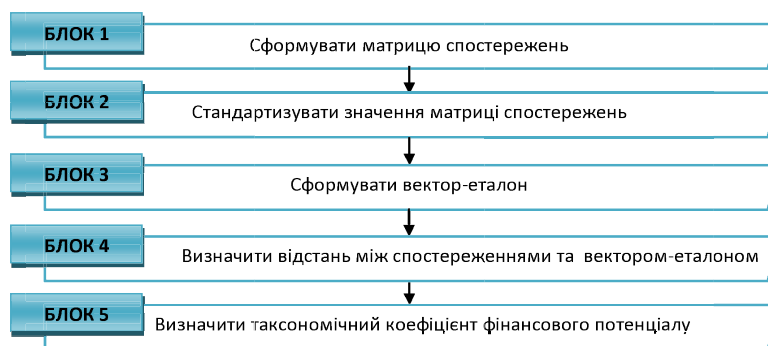 БЛОК 1
Сформувати матрицю спостережень
БЛОК 2
Стандартизувати значення матриці спостережень
БЛОК 3
Сформувати вектор-еталон
БЛОК 4
Визначити відстань між спостереженнями та вектором-еталоном
БЛОК 5
Визначити таксономічний коефіцієнт фінансового потенціалу